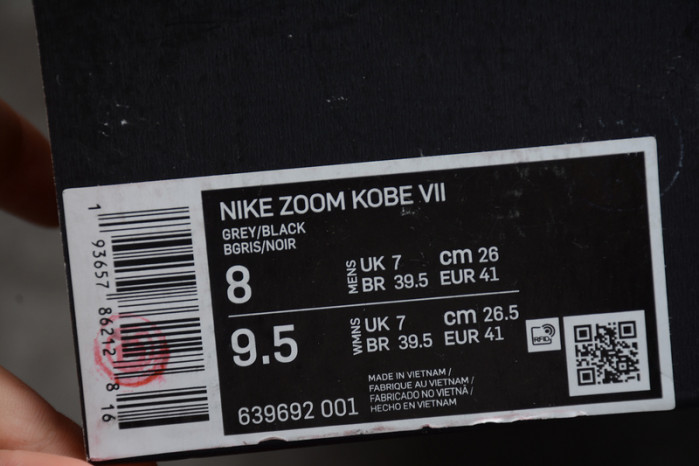 NIKE ZOOM KOBE VII
GREY/BLACK
BGRIS/NOIR
8
MENS
UK 7
cm 26
BR 39.5
EUR 41
9.5
WMNS
UK 7
cm 26.5
BR 39.5
EUR 41
RFID
MADE IN VIETNAM /
FABRIQUE AU VIETNAM /
FABRICADO NO VIETNÁ /
HECHO EN VIETNAM
639692 001
1 93657 86212 8 16